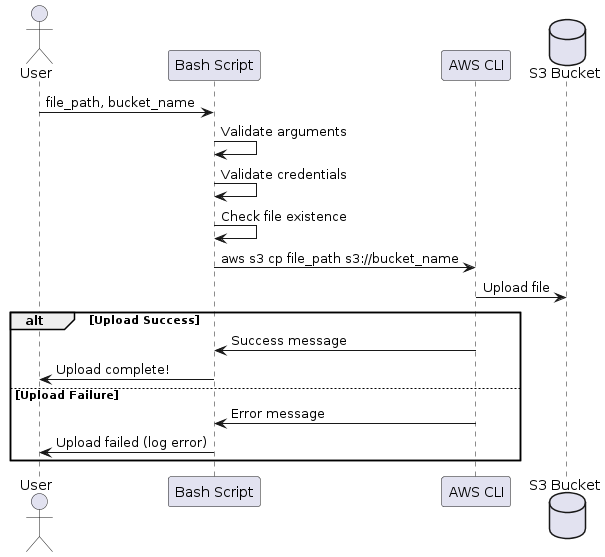 User
Bash Script
AWS CLI
S3 Bucket
file_path, bucket_name
Validate arguments
Validate credentials
Check file existence
aws s3 cp file_path s3://bucket_name
Upload file
alt [Upload Success]
Success message
Upload complete!
[Upload Failure]
Error message
Upload failed (log error)
User
Bash Script
AWS CLI
S3 Bucket